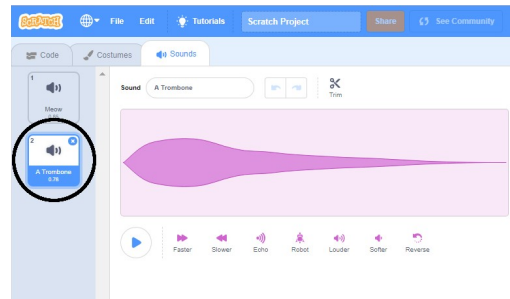 SCRATCH File Edit Tutorials Scratch Project Share See Community
Code Costumes Sounds
1
Meow
Sound A Trombone Trim
2
A Trombone
0.76
Faster Slower Echo Robot Louder Softer Reverse